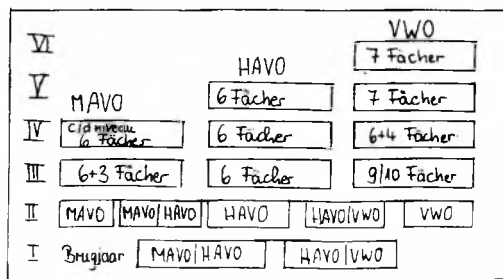 VI VWO
7 Fächer
V HAVO
6 Fächer 7 Fächer
MAVO
IV c/d niveau
6 Fächer 6 Fächer 6+4 Fächer
III 6+3 Fächer 6 Fächer 9/10 Fächer
II MAVO MAVO/HAVO HAVO HAVO/VWO VWO
I Brugjaar MAVO/HAVO HAVO/VWO